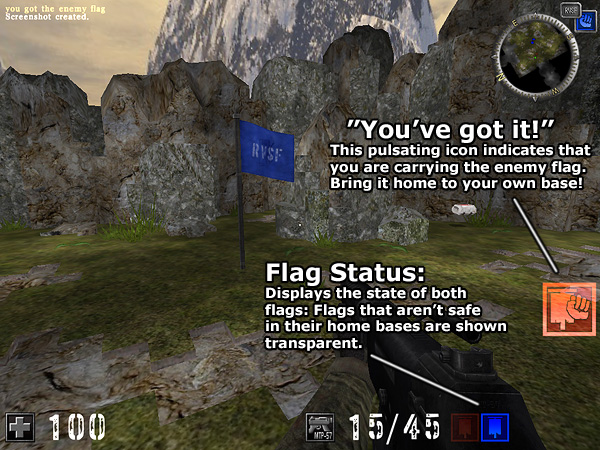 you got the enemy flag
Screenshot created.
RVSF
N
E
S
W
RVSF
”You’ve got it!”
This pulsating icon indicates that
you are carrying the enemy flag.
Bring it home to your own base!
Flag Status:
Displays the state of both
flags: Flags that aren’t safe
in their home bases are shown
transparent.
100
MTP-57
15/45